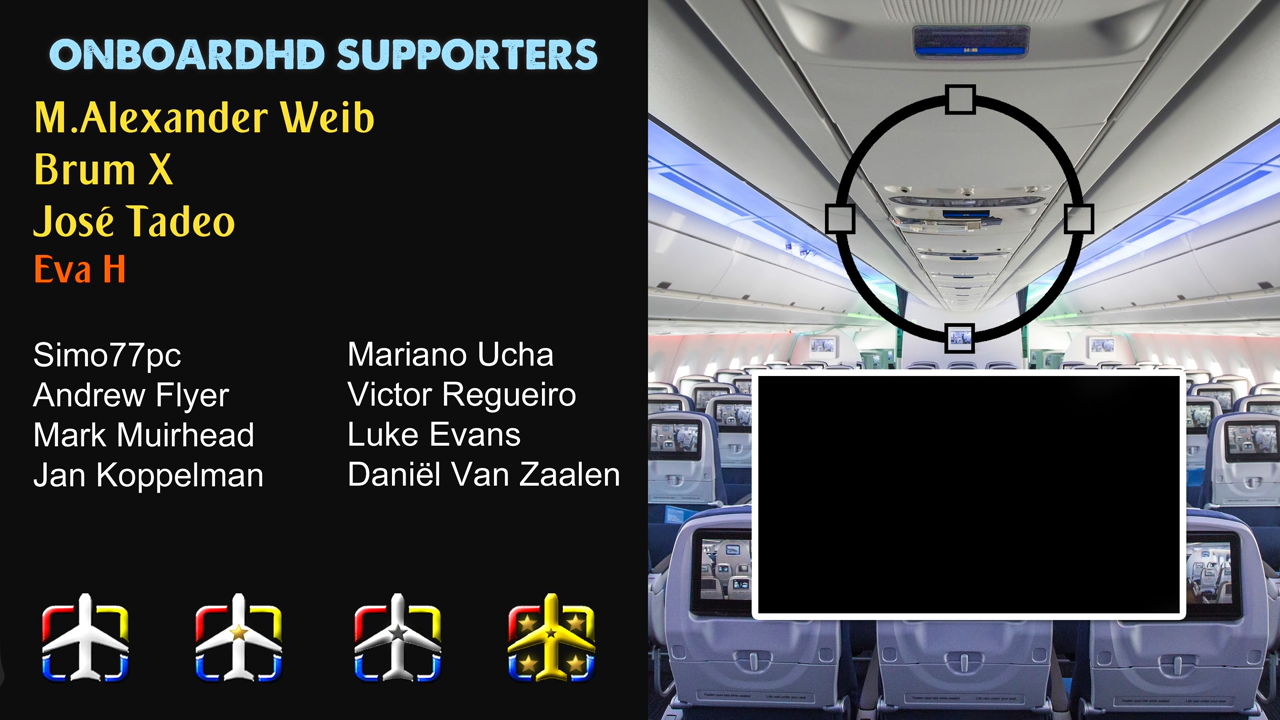 ONBOARDHD SUPPORTERS
M.Alexander Weib
Brum X
José Tadeo
Eva H
Simo77pc
Andrew Flyer
Mark Muirhead
Jan Koppelman
Mariano Ucha
Victor Regueiro
Luke Evans
Daniël Van Zaalen